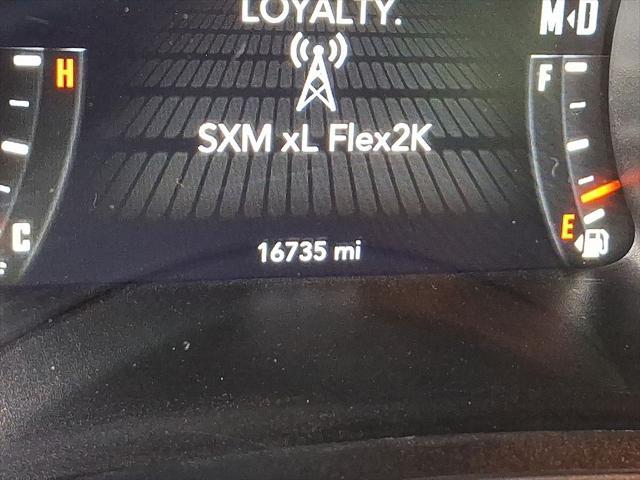 LOYALTY.
M◂D
H
F
SXM xL Flex2K
C
E
16735 mi
F